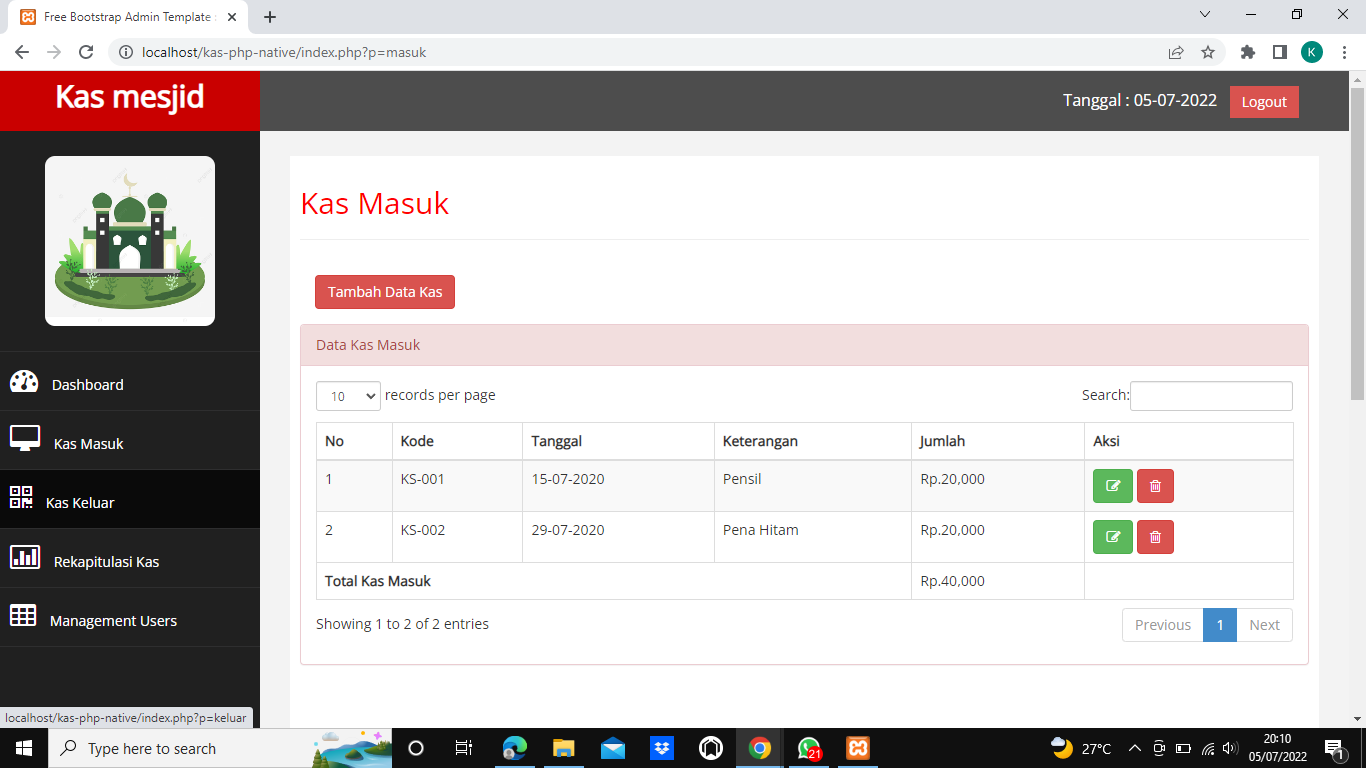 Free Bootstrap Admin Template :
localhost/kas-php-native/index.php?p=masuk
K
Kas mesjid
Tanggal : 05-07-2022 Logout
Kas Masuk
Tambah Data Kas
Data Kas Masuk
10 records per page Search:
No Kode Tanggal Keterangan Jumlah Aksi
1 KS-001 15-07-2020 Pensil Rp.20,000
2 KS-002 29-07-2020 Pena Hitam Rp.20,000
Total Kas Masuk Rp.40,000
Showing 1 to 2 of 2 entries Previous 1 Next
Dashboard
Kas Masuk
Kas Keluar
Rekapitulasi Kas
Management Users
localhost/kas-php-native/index.php?p=keluar
Type here to search
21
27°C
20:10
05/07/2022
1